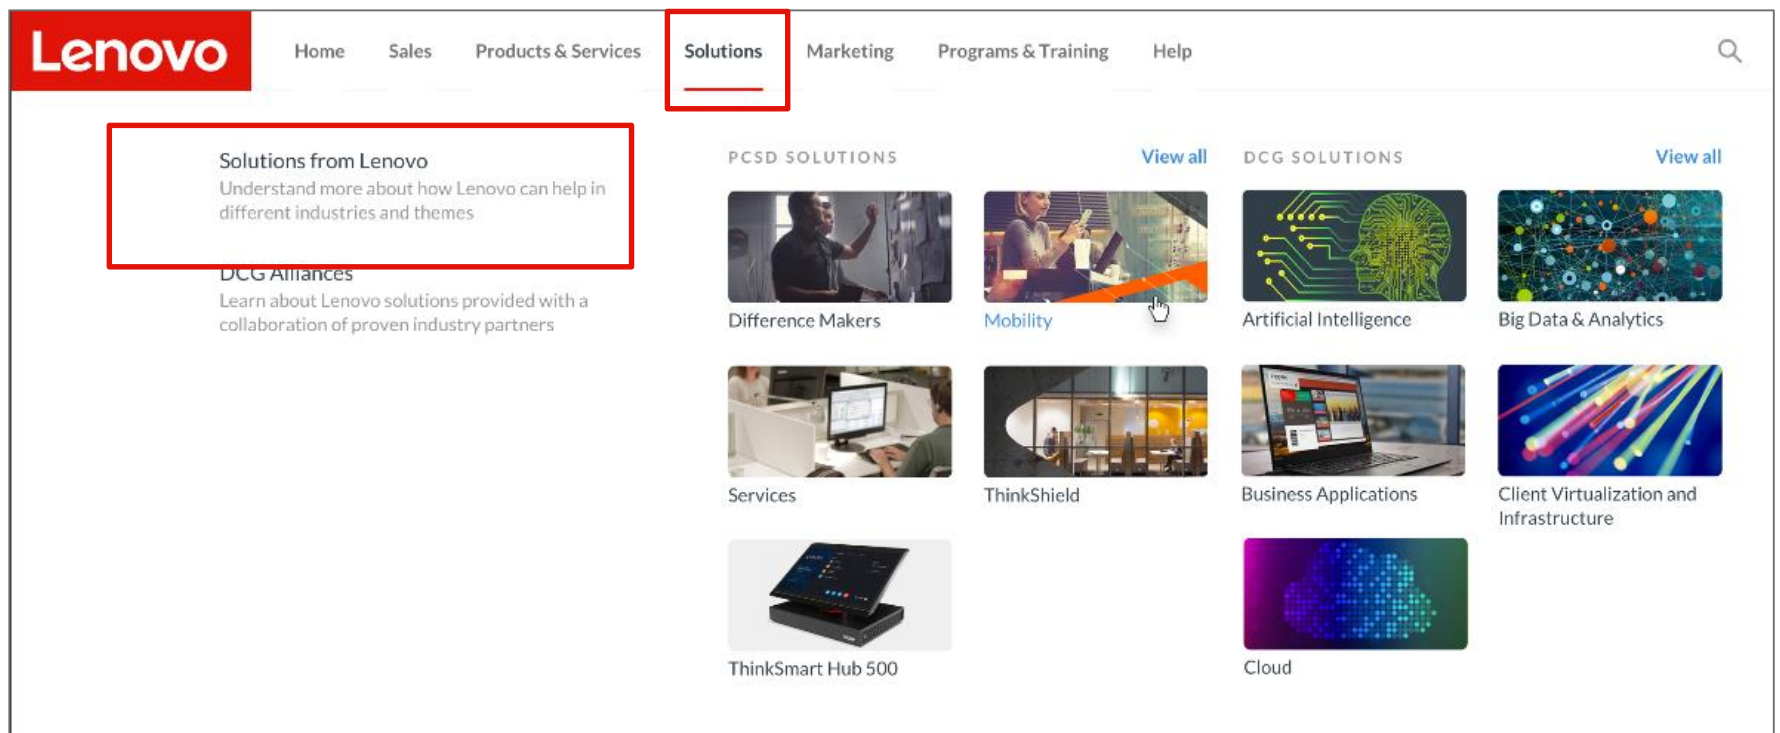 Lenovo
Home Sales Products & Services Solutions Marketing Programs & Training Help
Solutions from Lenovo
Understand more about how Lenovo can help in
different industries and themes
DCG Alliances
Learn about Lenovo solutions provided with a
collaboration of proven industry partners
PCSD SOLUTIONS View all
Difference Makers
Mobility
Services
ThinkShield
ThinkSmart Hub 500
DCG SOLUTIONS View all
Artificial Intelligence
Big Data & Analytics
Business Applications
Client Virtualization and
Infrastructure
Cloud